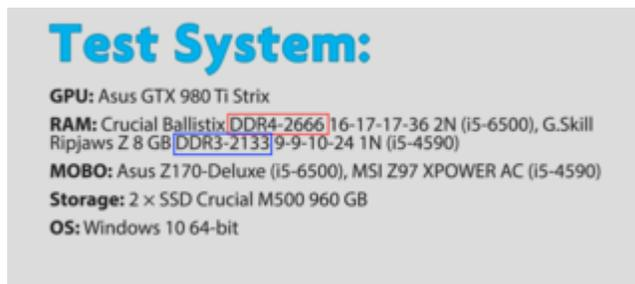 Test System:
GPU: Asus GTX 980 Ti Strix
RAM: Crucial Ballistix DDR4-2666 16-17-17-36 2N (i5-6500), G.Skill
Ripjaws Z 8 GB DDR3-2133 9-9-10-24 1N (i5-4590)
MOBO: Asus Z170-Deluxe (i5-6500), MSI Z97 XPOWER AC (i5-4590)
Storage: 2 × SSD Crucial M500 960 GB
OS: Windows 10 64-bit